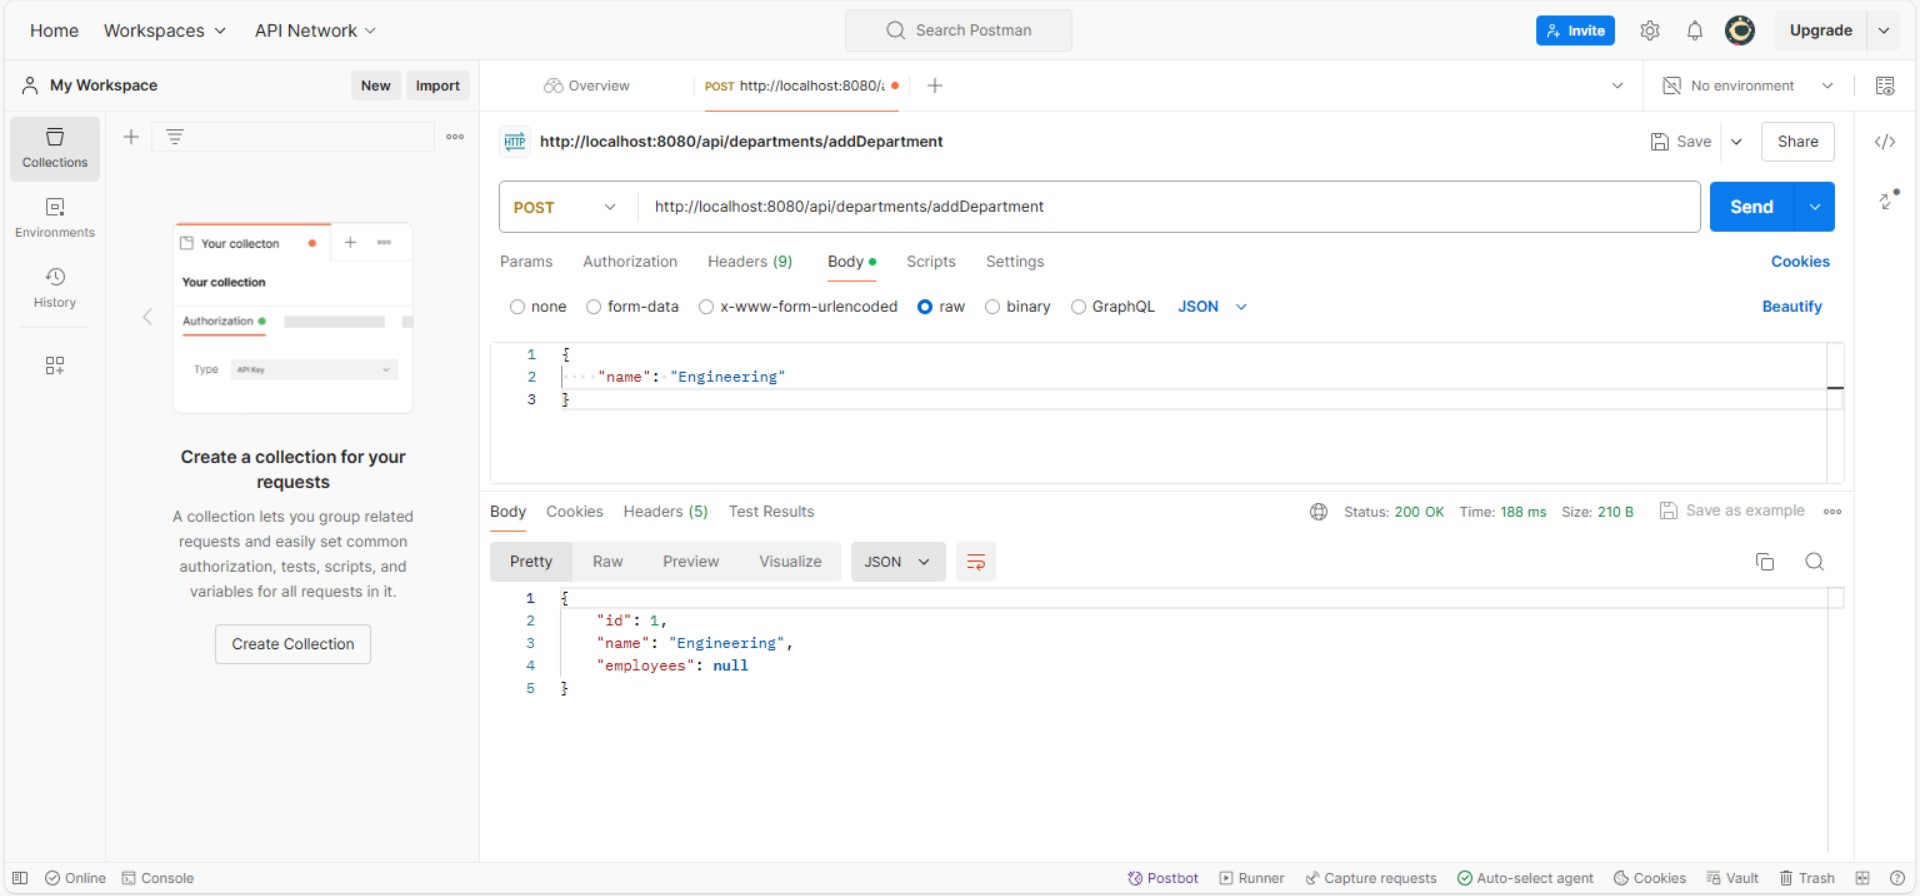 Home Workspaces API Network Search Postman Invite Upgrade
My Workspace New Import Overview POST http://localhost:8080/a No environment
Collections
Environments
History
Your collecton
Your collection
Authorization
Type API Key
Create a collection for your
requests
A collection lets you group related
requests and easily set common
authorization, tests, scripts, and
variables for all requests in it.
Create Collection
HTTP http://localhost:8080/api/departments/addDepartment Save Share </>
POST http://localhost:8080/api/departments/addDepartment Send
Params Authorization Headers (9) Body Scripts Settings Cookies
none form-data x-www-form-urlencoded raw binary GraphQL JSON Beautify
1 {
2 "name": "Engineering"
3 }
Body Cookies Headers (5) Test Results Status: 200 OK Time: 188 ms Size: 210 B Save as example
Pretty Raw Preview Visualize JSON
1 {
2 "id": 1,
3 "name": "Engineering",
4 "employees": null
5 }
Online Console Postbot Runner Capture requests Auto-select agent Cookies Vault Trash